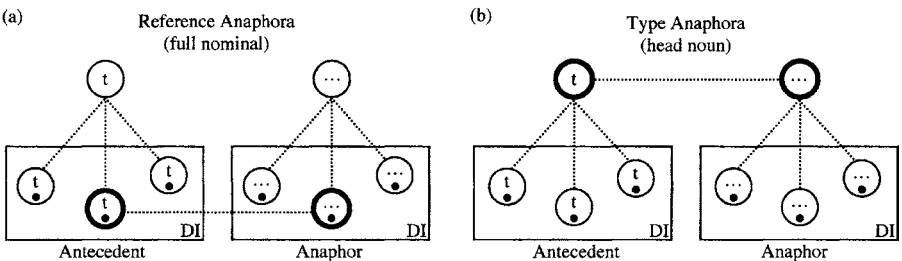 (a)
Reference Anaphora
(full nominal)
t
...
t
t
t
...
...
...
DI
DI
Antecedent
Anaphor
(b)
Type Anaphora
(head noun)
t
...
t
t
t
...
...
...
DI
DI
Antecedent
Anaphor